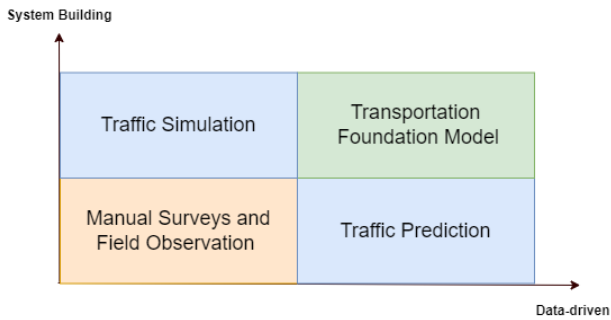 System Building
Traffic Simulation
Transportation
Foundation Model
Manual Surveys and
Field Observation
Traffic Prediction
Data-driven